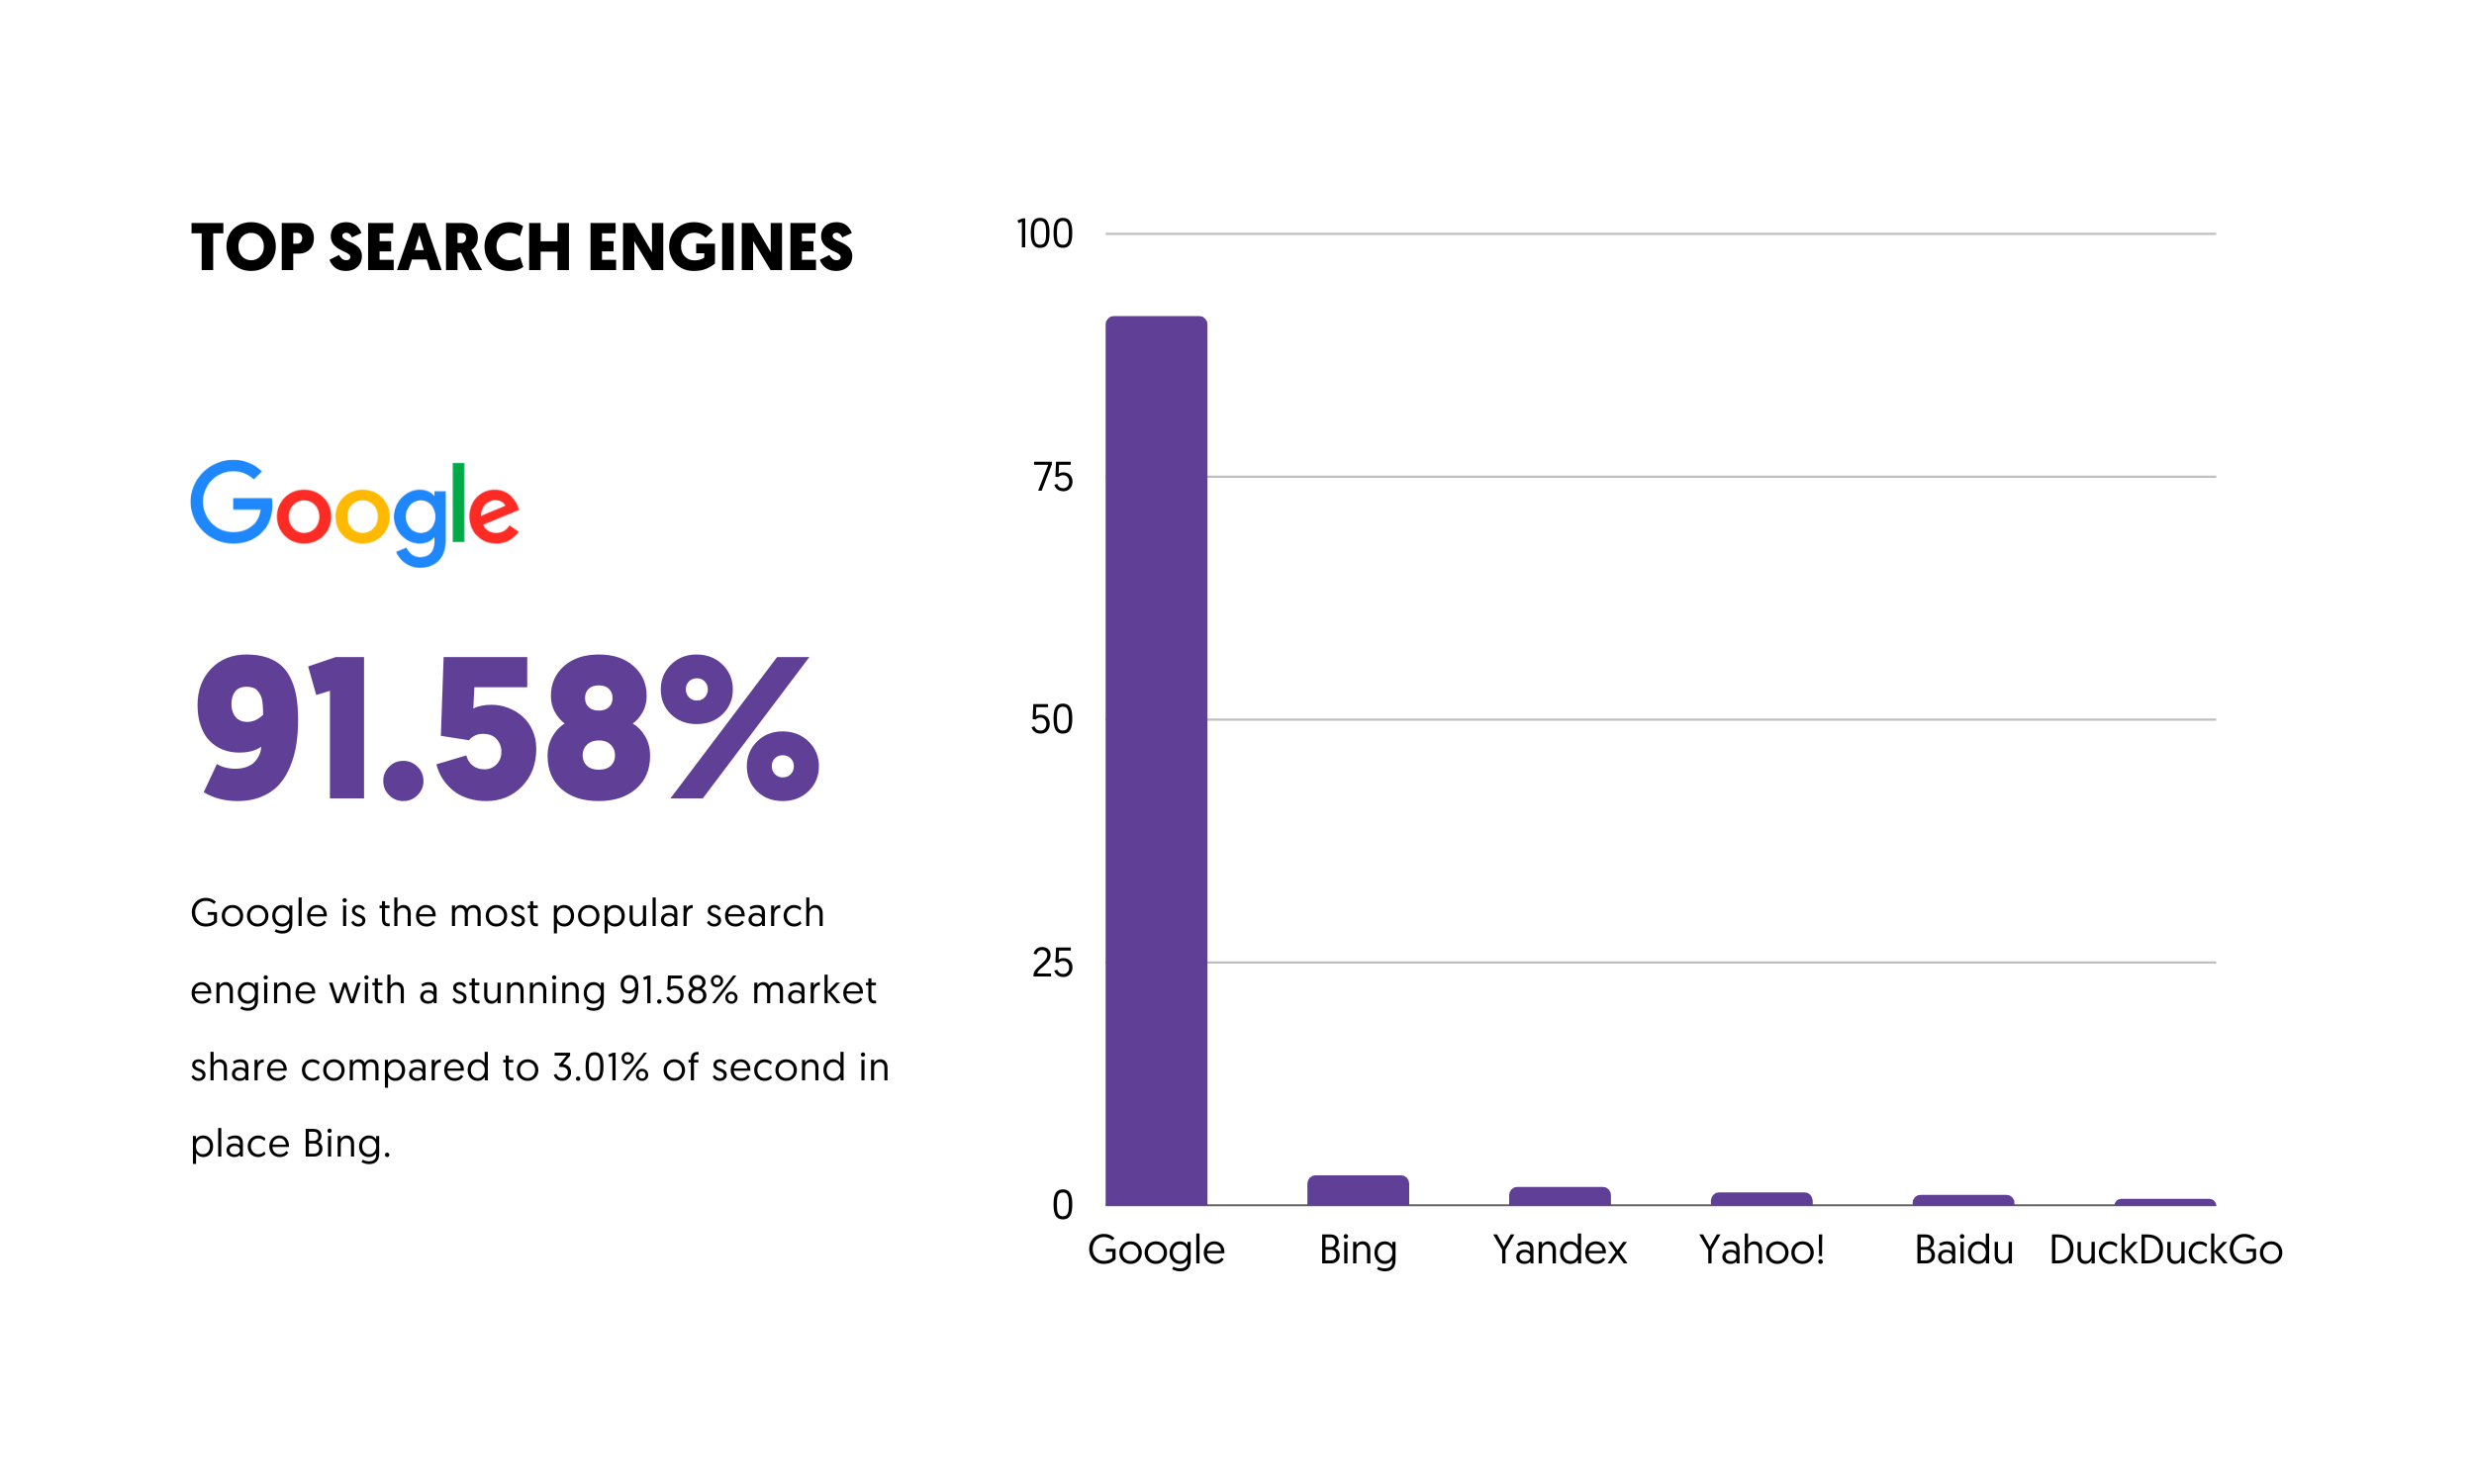 TOP SEARCH ENGINES
Google
91.58%
Google is the most popular search
engine with a stunning 91.58% market
share compared to 3.01% of second in
place Bing.
100
75
50
25
0
Google Bing Yandex Yahoo! Baidu DuckDuckGo